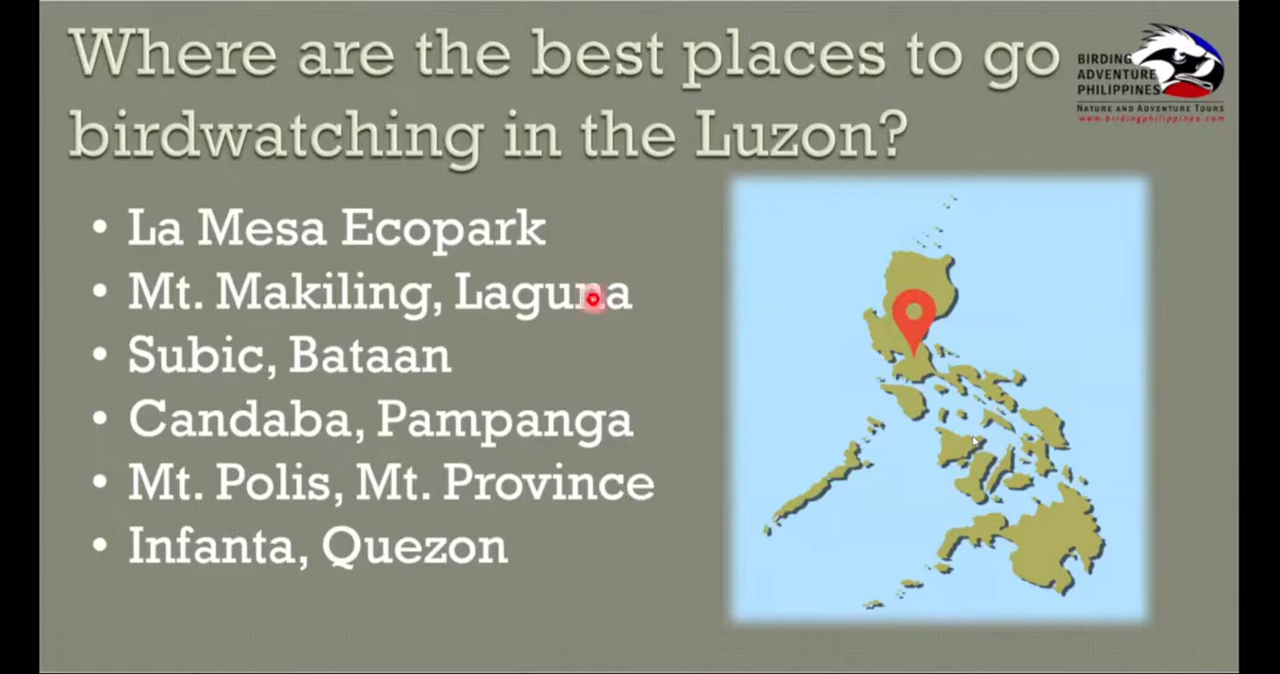 Where are the best places to go
birdwatching in the Luzon?
BIRDING
ADVENTURE
PHILIPPINES
NATURE AND ADVENTURE TOURS
www.birdingphilippines.com
• La Mesa Ecopark
• Mt. Makiling, Laguna
• Subic, Bataan
• Candaba, Pampanga
• Mt. Polis, Mt. Province
• Infanta, Quezon